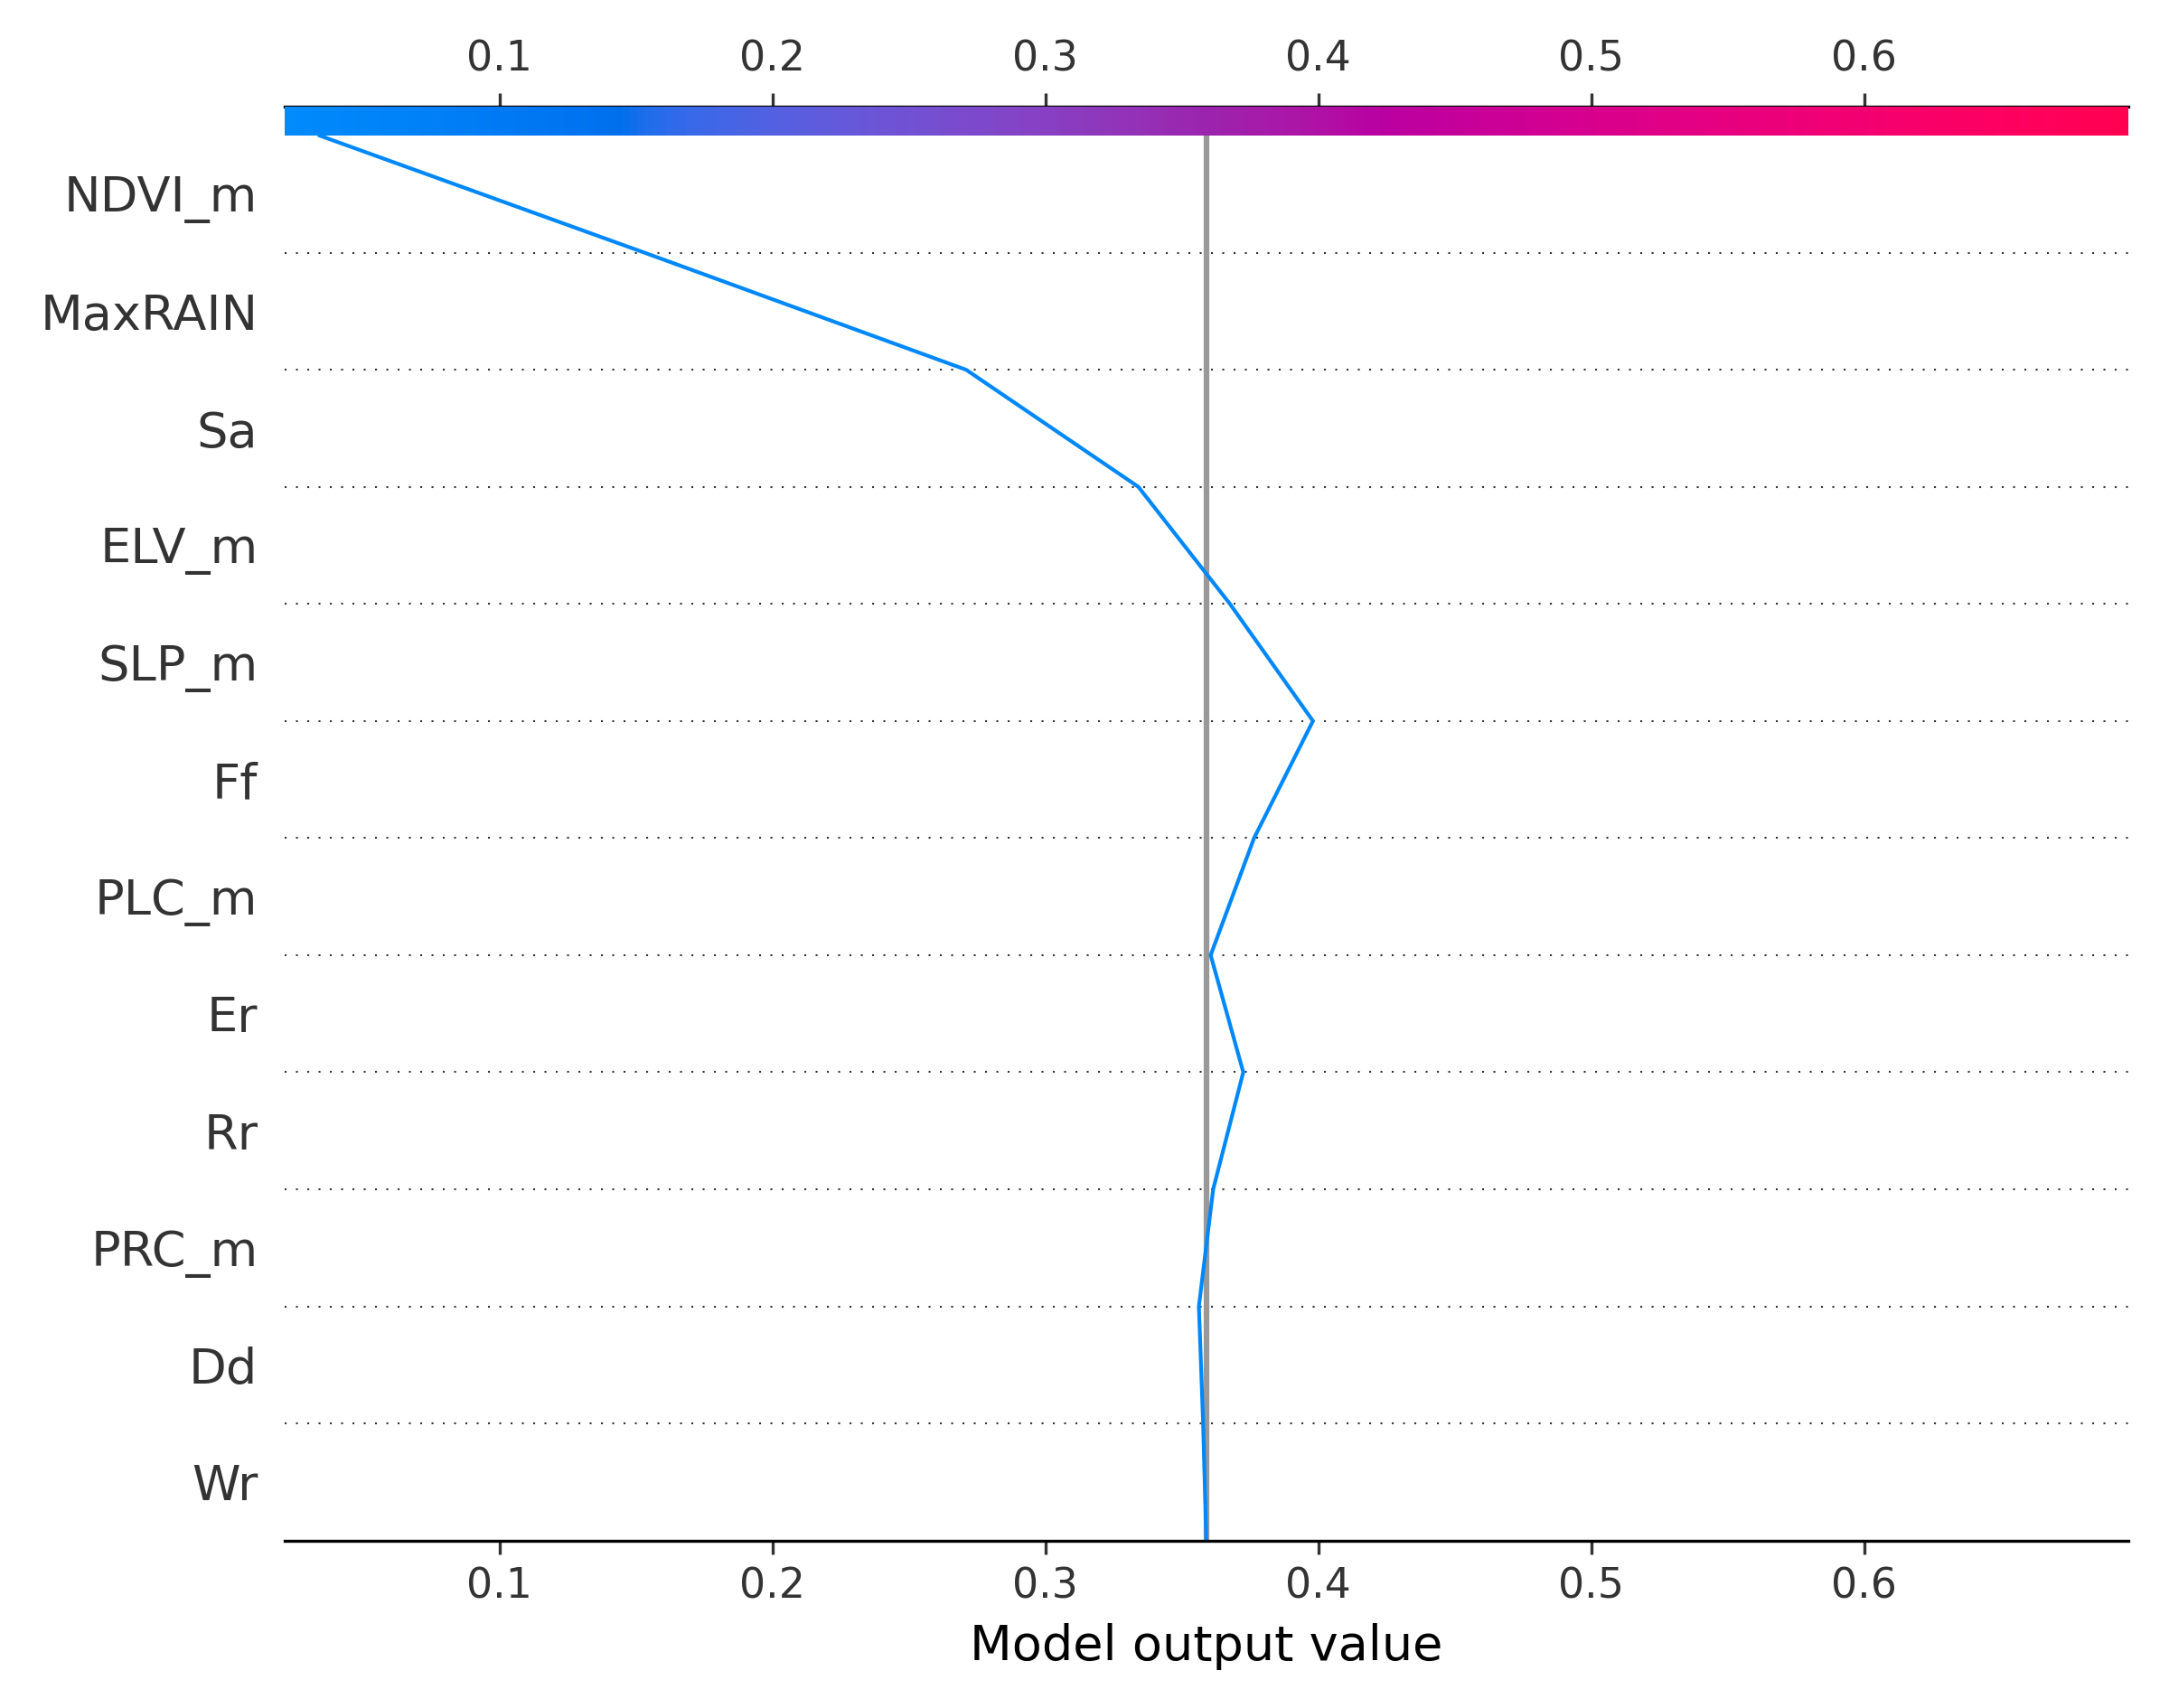 0.1 0.2 0.3 0.4 0.5 0.6
NDVI_m
MaxRAIN
Sa
ELV_m
SLP_m
Ff
PLC_m
Er
Rr
PRC_m
Dd
Wr
0.1 0.2 0.3 0.4 0.5 0.6
Model output value